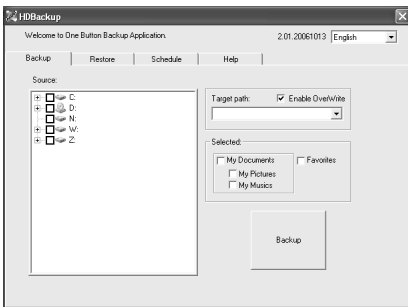 HDBackup
Welcome to One Button Backup Application.
2.01.20061013 English
Backup Restore Schedule Help
Source:
C:
D:
N:
W:
Z:
Target path: Enable OverWrite
Selected:
My Documents Favorites
My Pictures
My Musics
Backup